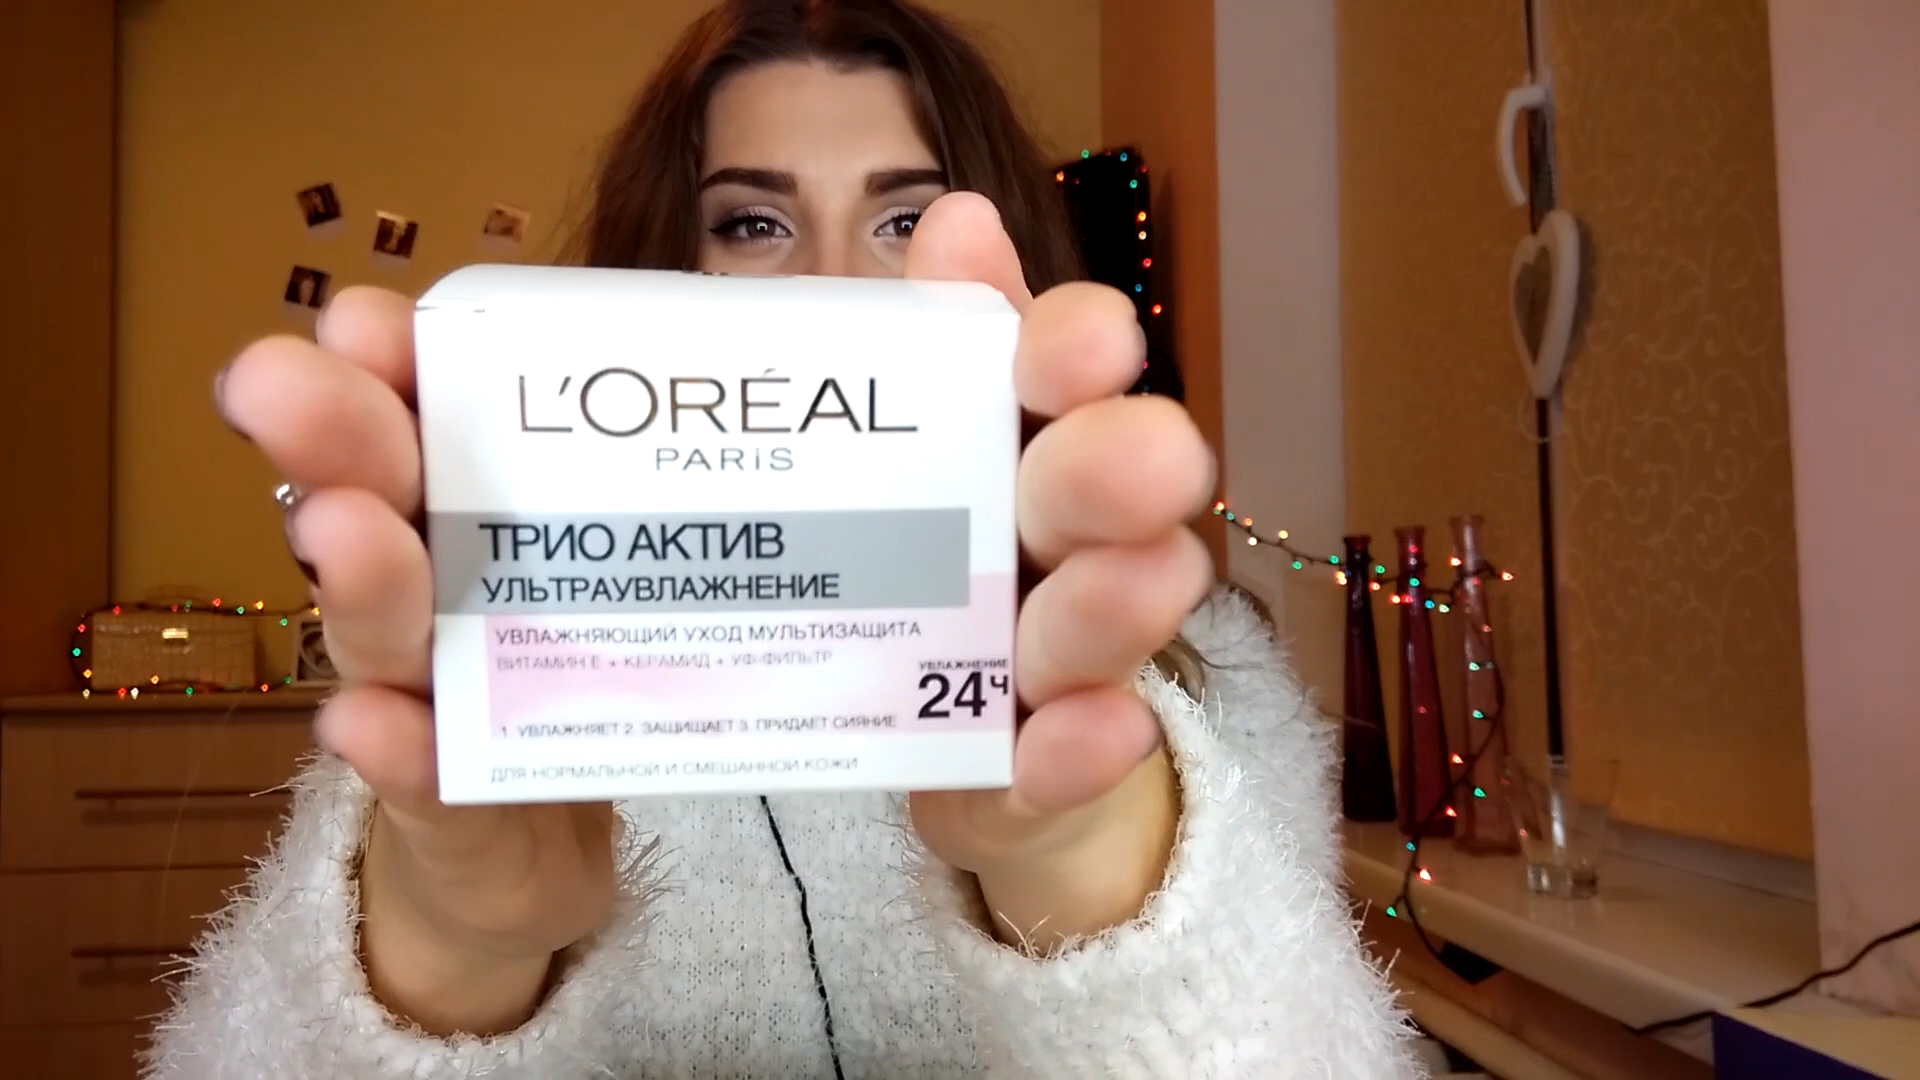 L'ORÉAL
PARIS
ТРИО АКТИВ
УЛЬТРАУВЛАЖНЕНИЕ
УВЛАЖНЯЮЩИЙ УХОД МУЛЬТИЗАЩИТА
ВИТАМИН Е + КЕРАМИД + УФ-ФИЛЬТР
УВЛАЖНЕНИЕ
24Ч
1. УВЛАЖНЯЕТ 2. ЗАЩИЩАЕТ 3. ПРИДАЕТ СИЯНИЕ
ДЛЯ НОРМАЛЬНОЙ И СМЕШАННОЙ КОЖИ